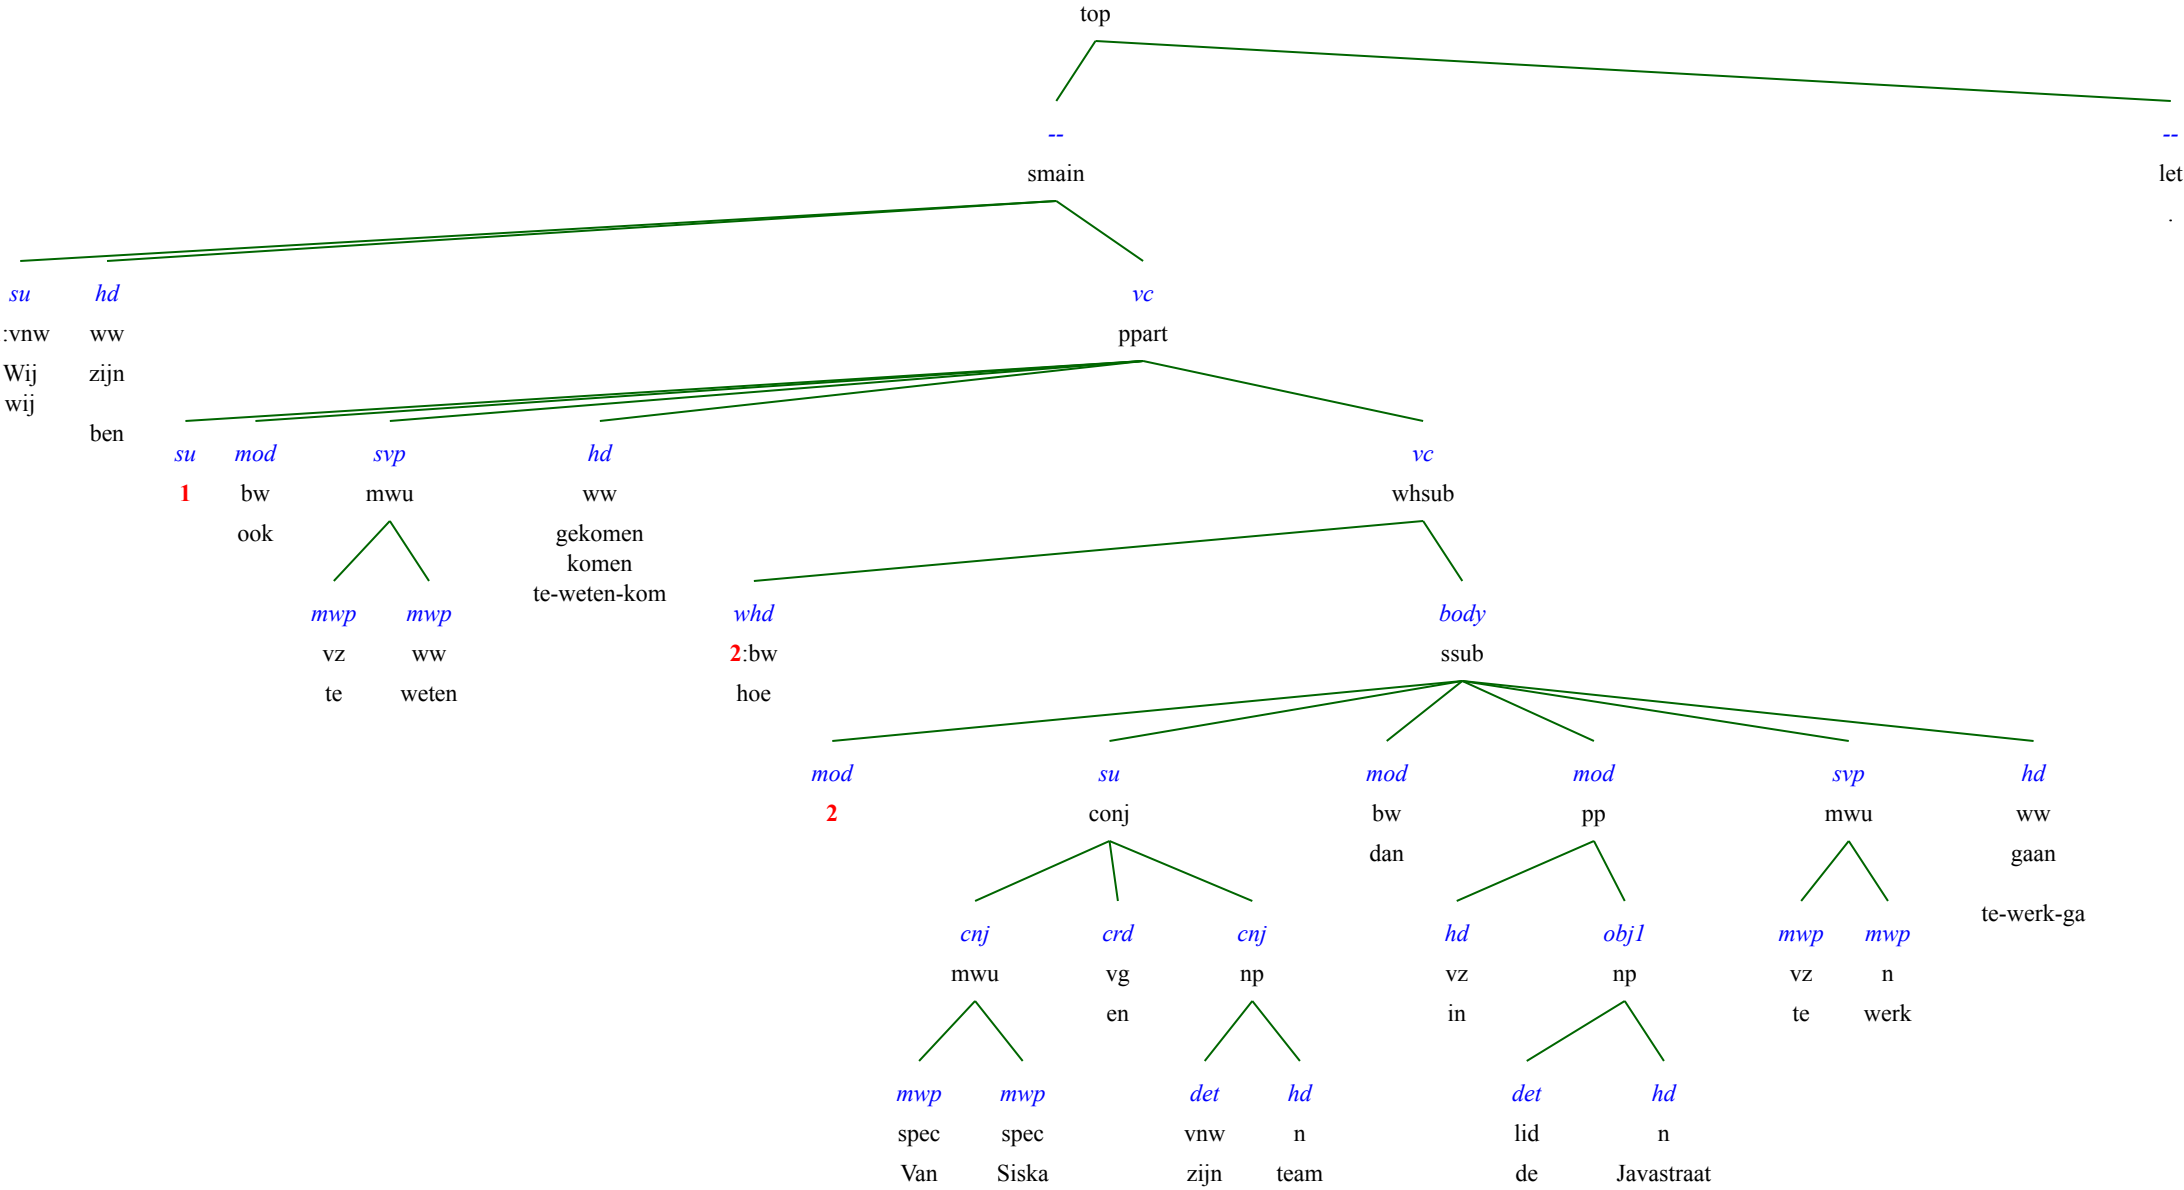 top
-- --
smain let
.
su hd vc
:vnw ww ppart
Wij zijn
wij
ben
su mod svp hd vc
1 bw mwu ww whsub
ook gekomen
komen
te-weten-kom
mwp mwp whd body
vz ww 2:bw ssub
te weten hoe
mod su mod mod svp hd
2 conj bw pp mwu ww
dan gaan
te-werk-ga
cnj crd cnj hd obj1 mwp mwp
mwu vg np vz np vz n
en in te werk
mwp mwp det hd det hd
spec spec vnw n lid n
Van Siska zijn team de Javastraat